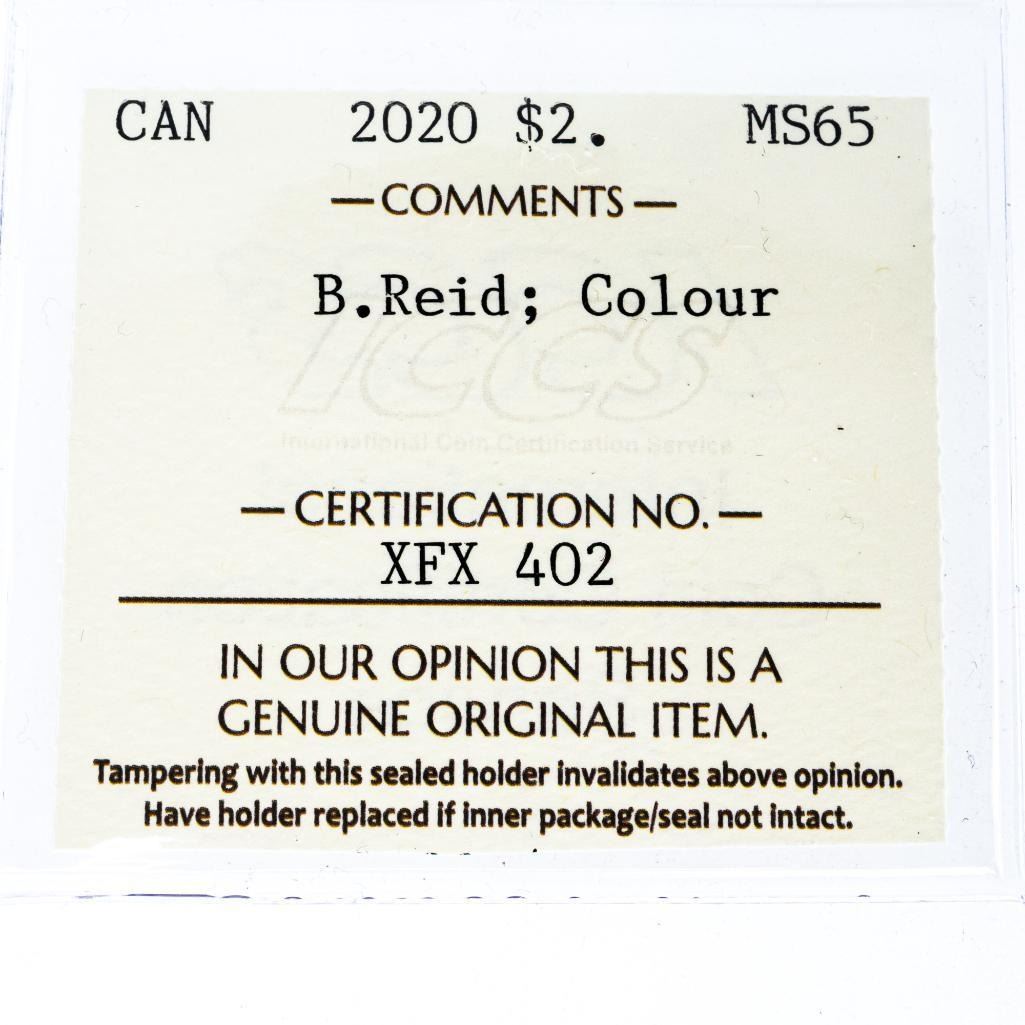 CAN 2020 $2. MS65
— COMMENTS —
B.Reid; Colour
ICCS
International Coin Certification Service
— CERTIFICATION NO. —
XFX 402
IN OUR OPINION THIS IS A
GENUINE ORIGINAL ITEM.
Tampering with this sealed holder invalidates above opinion.
Have holder replaced if inner package/seal not intact.